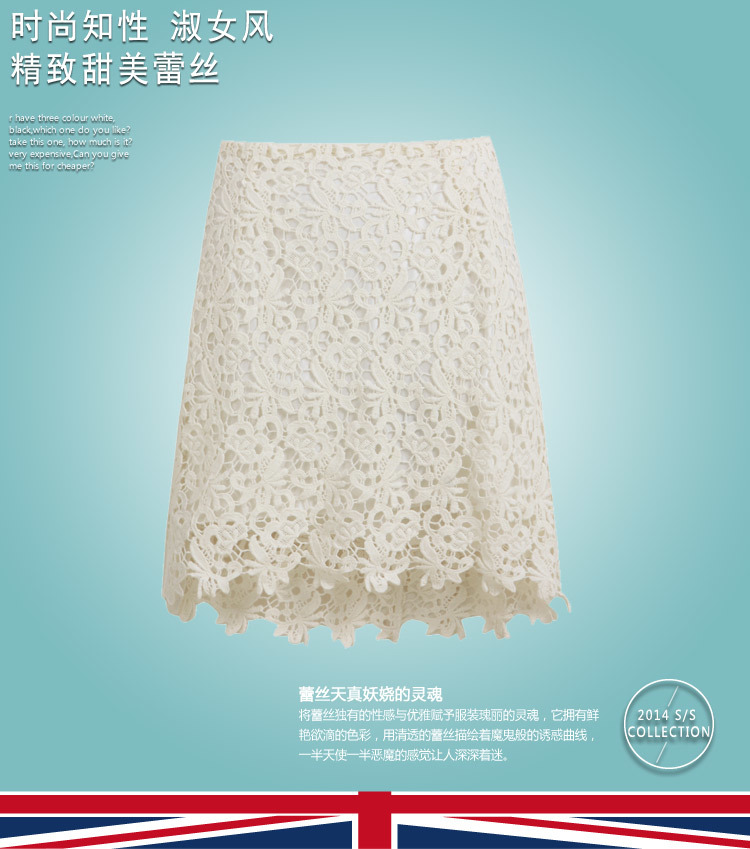 时尚知性 淑女风
精致甜美蕾丝
r have three colour white,
black,which one do you like?
take this one, how much is it?
very expensive,Can you give
me this for cheaper?
蕾丝天真妖娆的灵魂
将蕾丝独有的性感与优雅赋予服装瑰丽的灵魂，它拥有鲜
艳欲滴的色彩，用清透的蕾丝描绘着魔鬼般的诱惑曲线，
一半天使一半恶魔的感觉让人深深着迷。
2014 S/S
COLLECTION